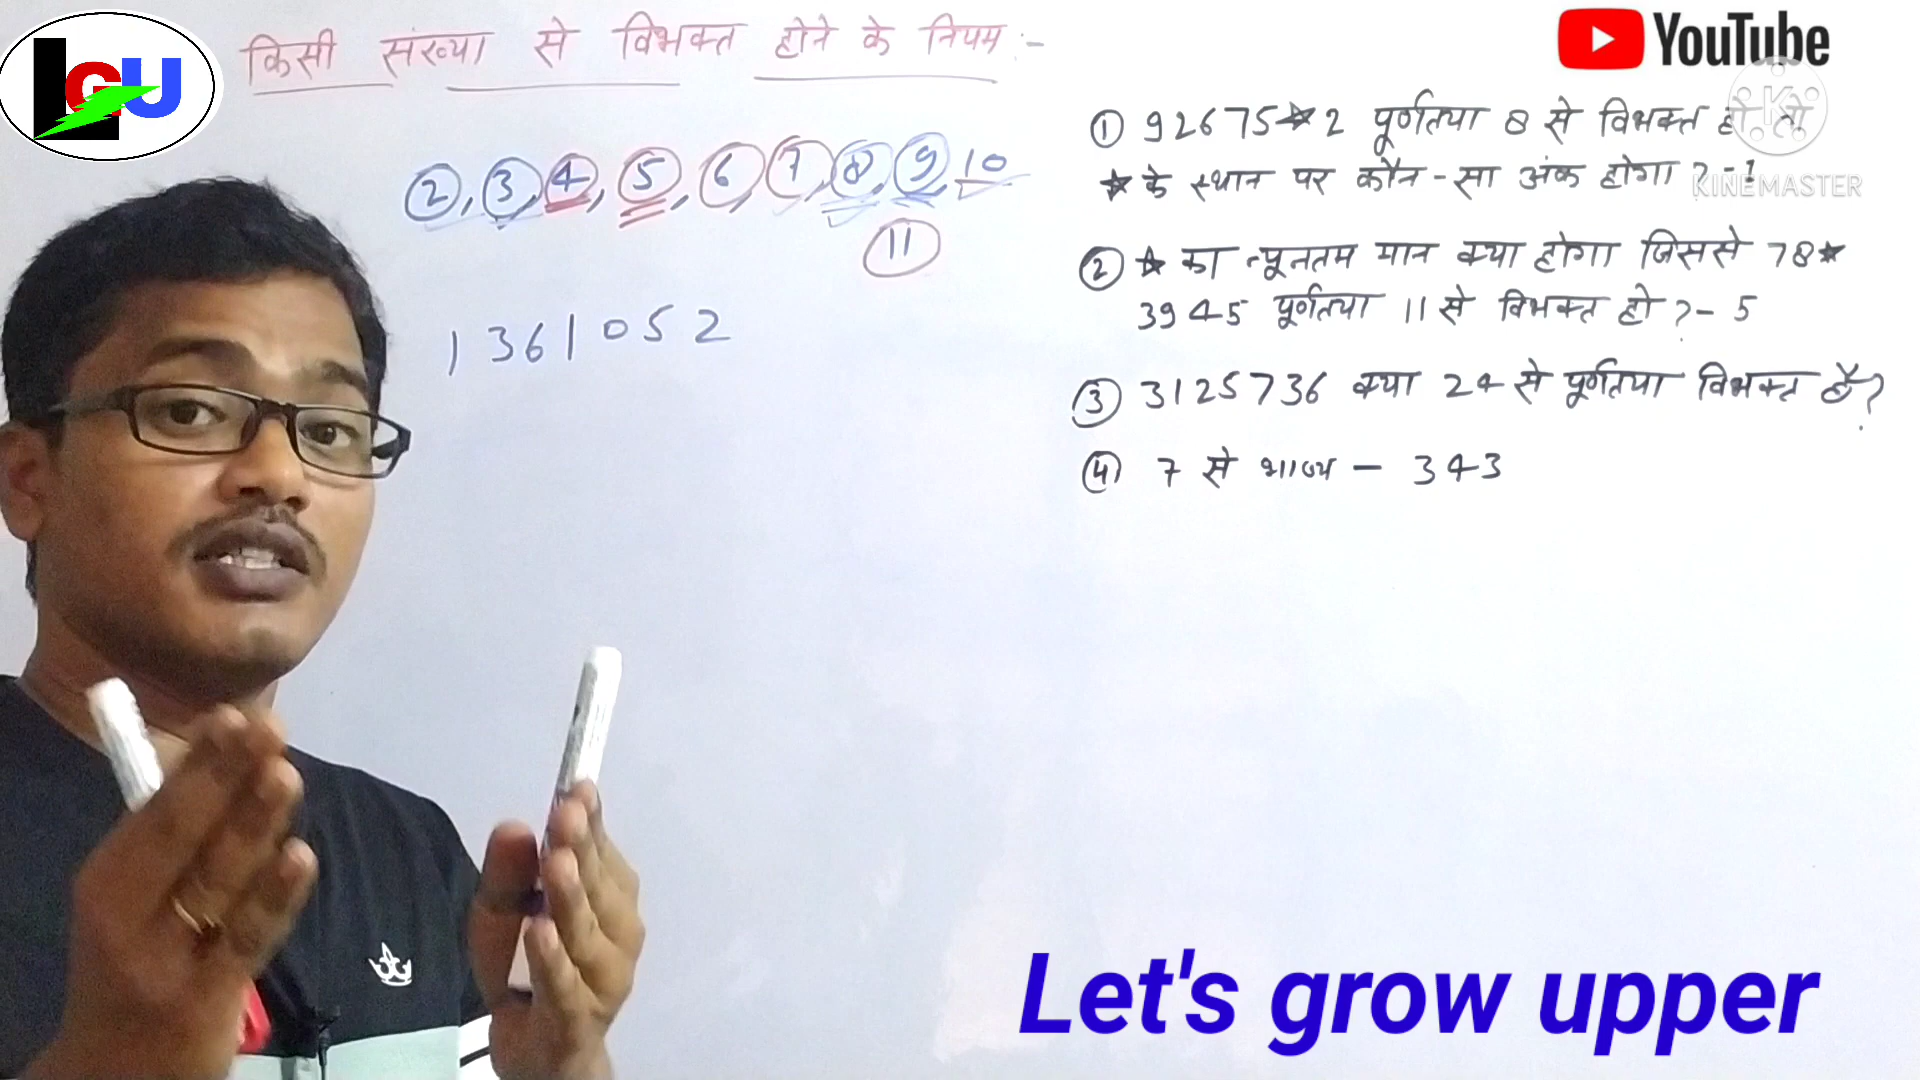 LGU
किसी संख्या से विभक्त होने के नियम :-
YouTube
2, 3, 4, 5, 6, 7, 8, 9, 10
11
1361052
① 92675★2 पूर्णतया 8 से विभक्त हो तो
★ के स्थान पर कौन-सा अंक होगा ? - 1
KINEMASTER
② ★ का न्यूनतम मान क्या होगा जिससे 78★
3945 पूर्णतया 11 से विभक्त हो ? - 5
③ 3125736 क्या 24 से पूर्णतया विभक्त है ?
④ 7 से भाज्य - 343
Let's grow upper